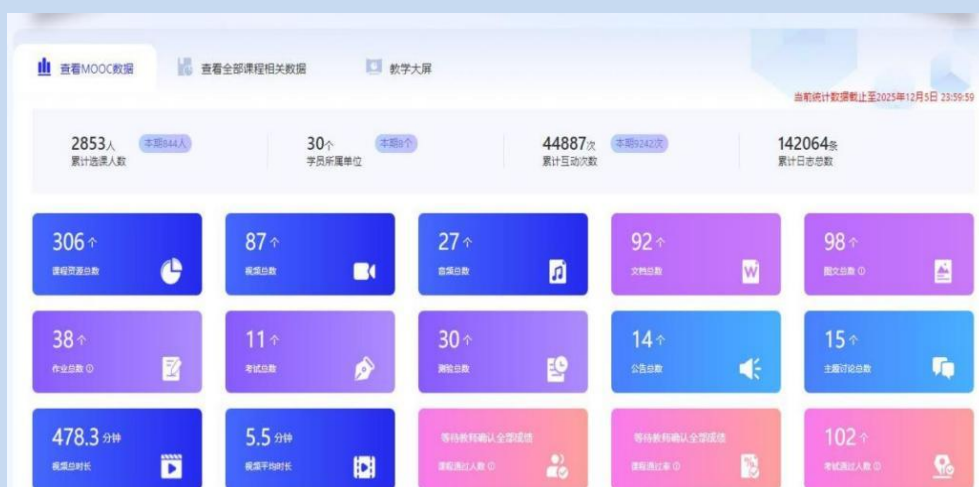 查看MOOC数据 查看全部课程相关数据 教学大屏
当前统计数据截止至2025年12月5日 23:59:59
2853人 本期844人 30个 本期8个 44887次 本期9242次 142064条
累计选课人数 学员所属单位 累计互动次数 累计日志总数
306个 87个 27个 92个 98个
课程资源总数 视频总数 音频总数 文档总数 图文总数
38个 11个 30个 14个 15个
作业总数 考试总数 测验总数 公告总数 主题讨论总数
478.3分钟 5.5分钟 等待教师确认全部成绩 等待教师确认全部成绩 102个
视频总时长 视频平均时长 课程通过人数 课程通过率 考试通过人数